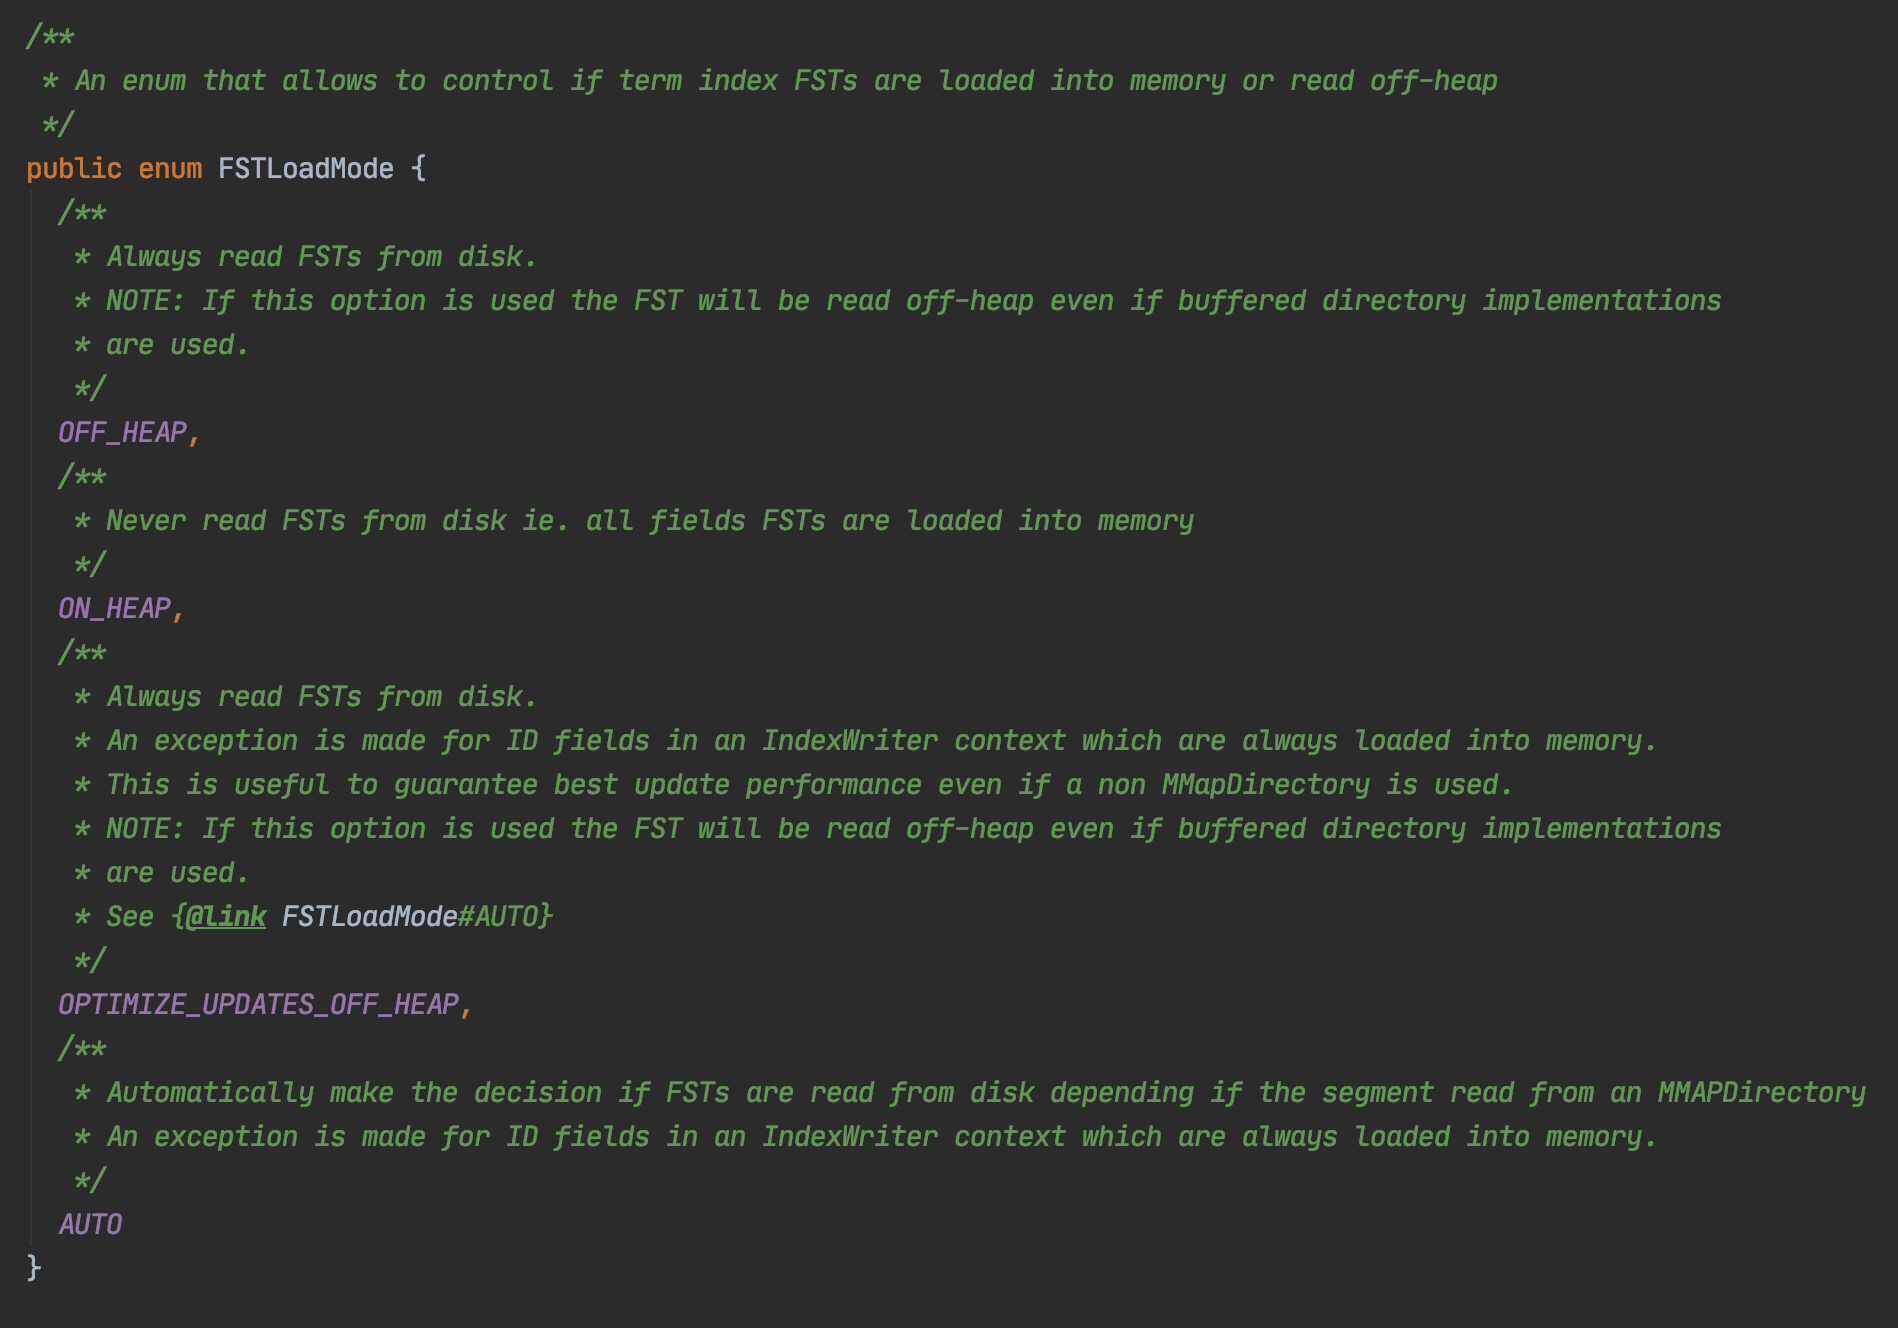 /**
 * An enum that allows to control if term index FSTs are loaded into memory or read off-heap
 */
public enum FSTLoadMode {
  /**
   * Always read FSTs from disk.
   * NOTE: If this option is used the FST will be read off-heap even if buffered directory implementations
   * are used.
   */
  OFF_HEAP,
  /**
   * Never read FSTs from disk ie. all fields FSTs are loaded into memory
   */
  ON_HEAP,
  /**
   * Always read FSTs from disk.
   * An exception is made for ID fields in an IndexWriter context which are always loaded into memory.
   * This is useful to guarantee best update performance even if a non MMapDirectory is used.
   * NOTE: If this option is used the FST will be read off-heap even if buffered directory implementations
   * are used.
   * See {@link FSTLoadMode#AUTO}
   */
  OPTIMIZE_UPDATES_OFF_HEAP,
  /**
   * Automatically make the decision if FSTs are read from disk depending if the segment read from an MMAPDirectory
   * An exception is made for ID fields in an IndexWriter context which are always loaded into memory.
   */
  AUTO
}